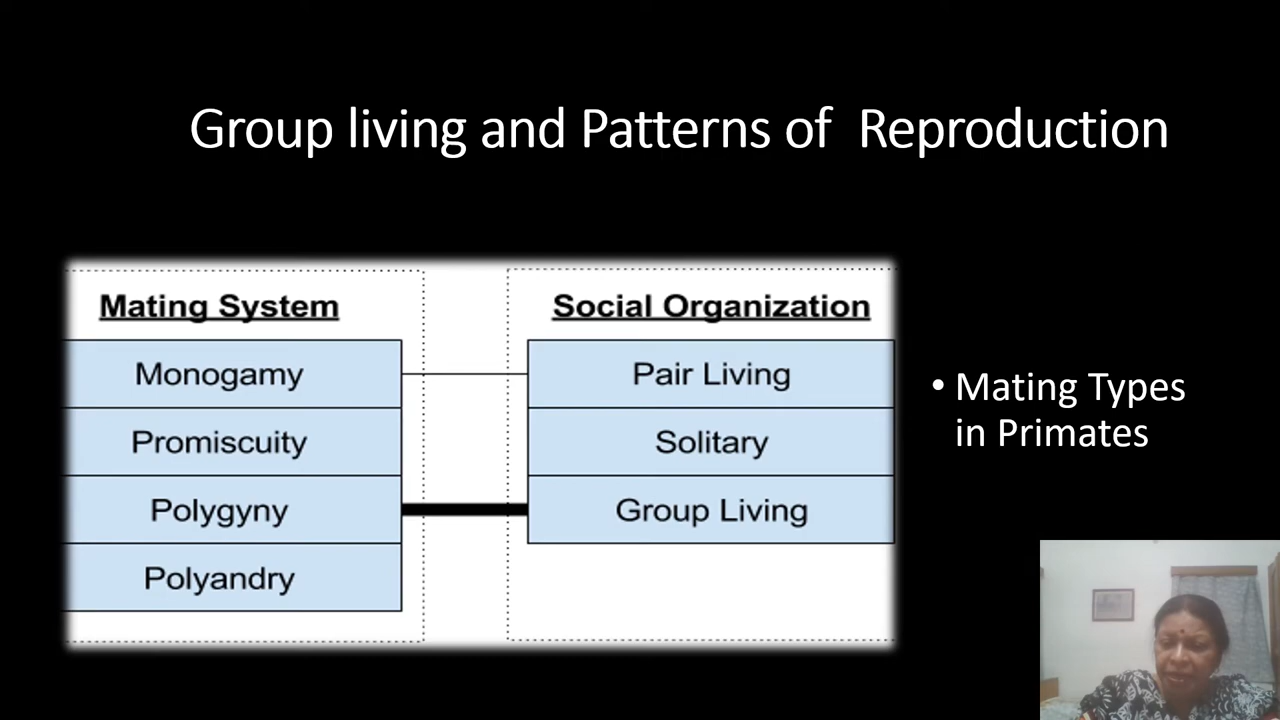 Group living and Patterns of Reproduction
Mating System
Monogamy
Promiscuity
Polygyny
Polyandry
Social Organization
Pair Living
Solitary
Group Living
• Mating Types
in Primates